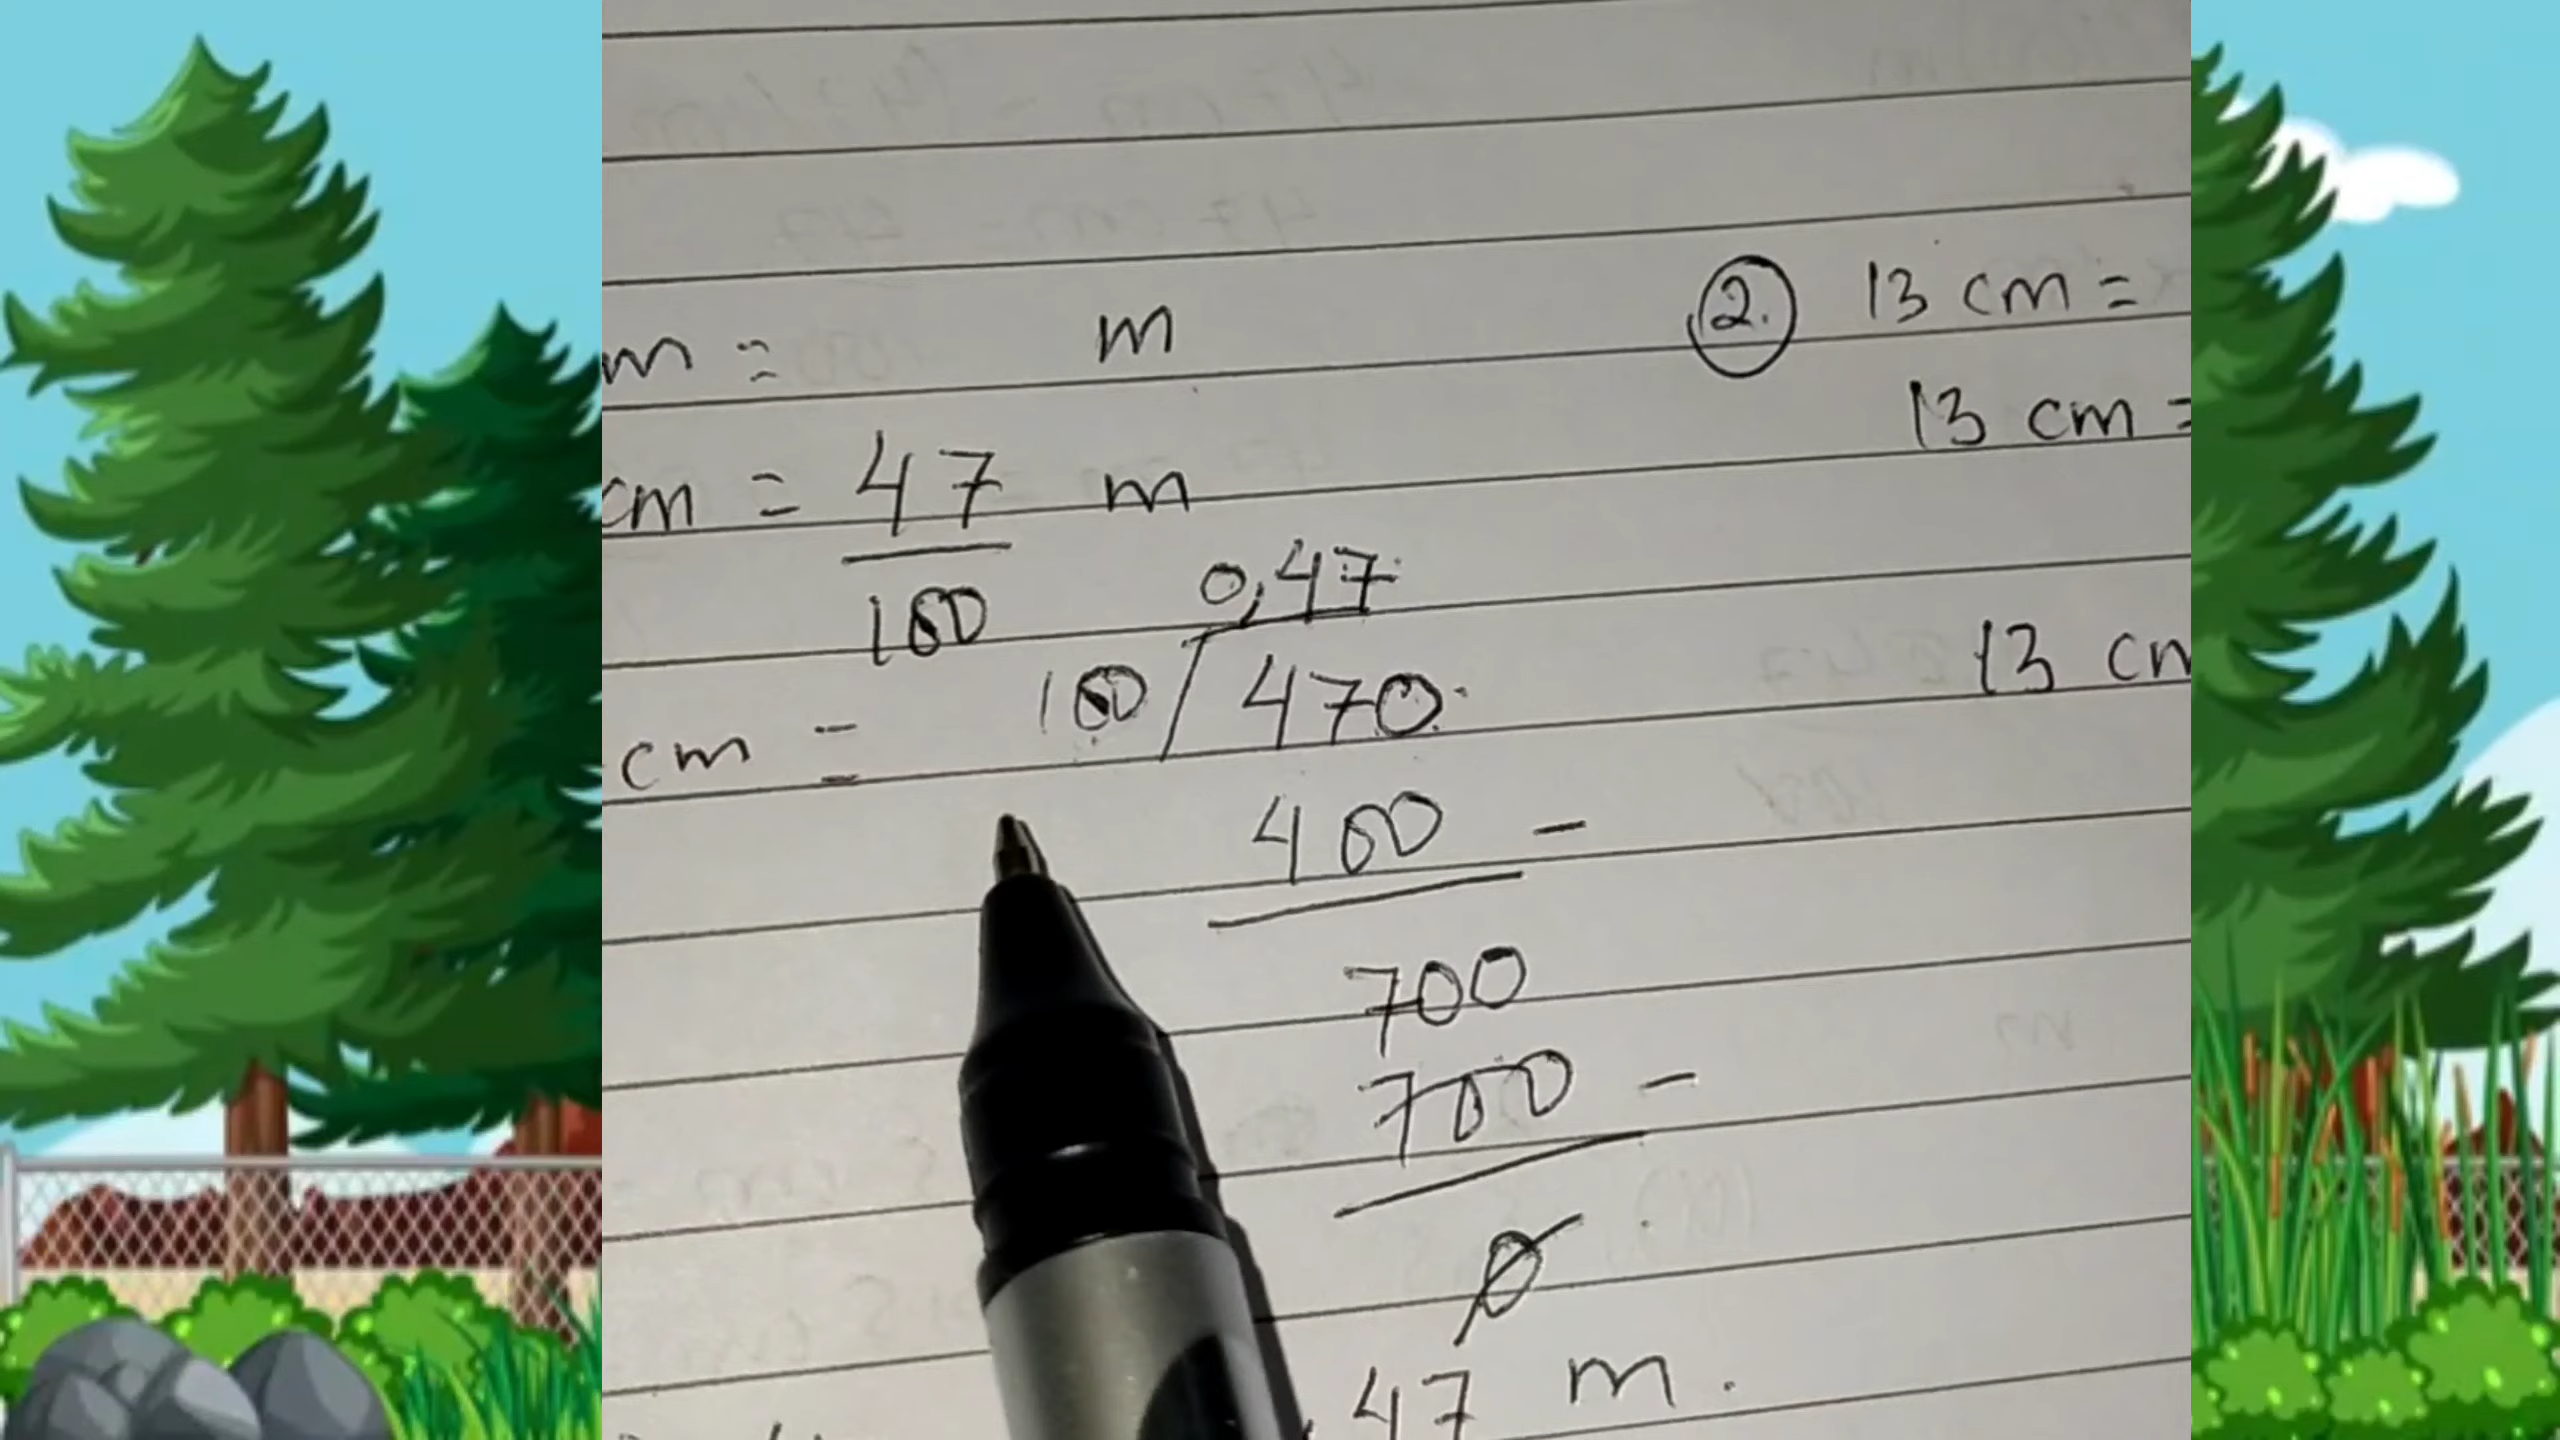 m = m
cm = 47 m
100
0,47
100 470
cm =
400 -
700
700 -
0
,47 m.
2. 13 cm =
13 cm =
13 cm